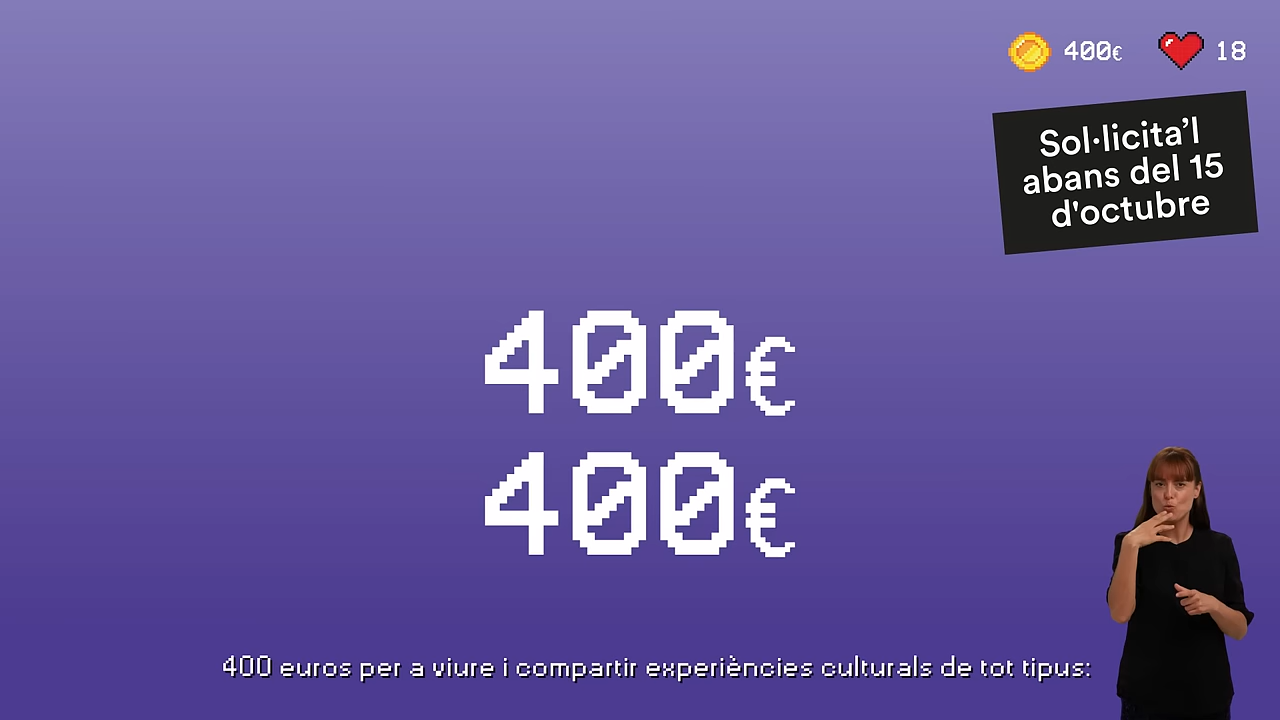 400€ 18
Sol·licita’l
abans del 15
d'octubre
400€
400€
400 euros per a viure i compartir experiències culturals de tot tipus: